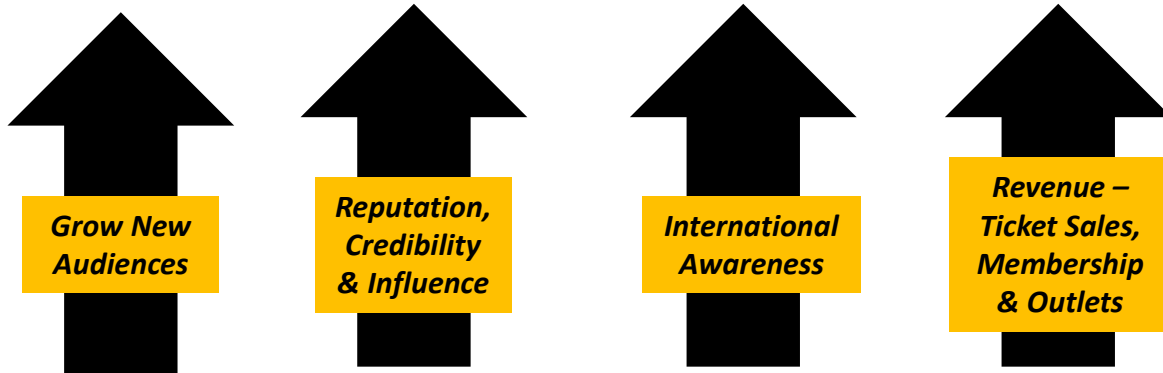 Grow New
Audiences
Reputation,
Credibility
& Influence
International
Awareness
Revenue –
Ticket Sales,
Membership
& Outlets